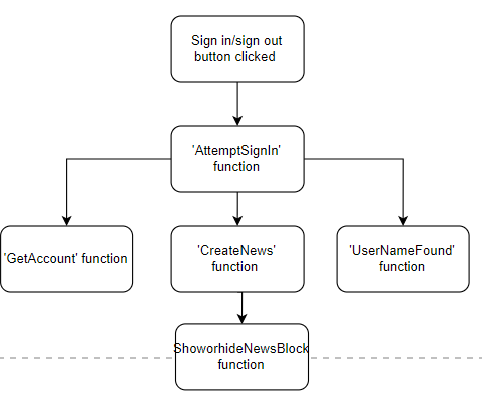 Sign in/sign out
button clicked
'AttemptSignIn'
function
'GetAccount' function
'CreateNews'
function
'UserNameFound'
function
ShoworhideNewsBlock
function